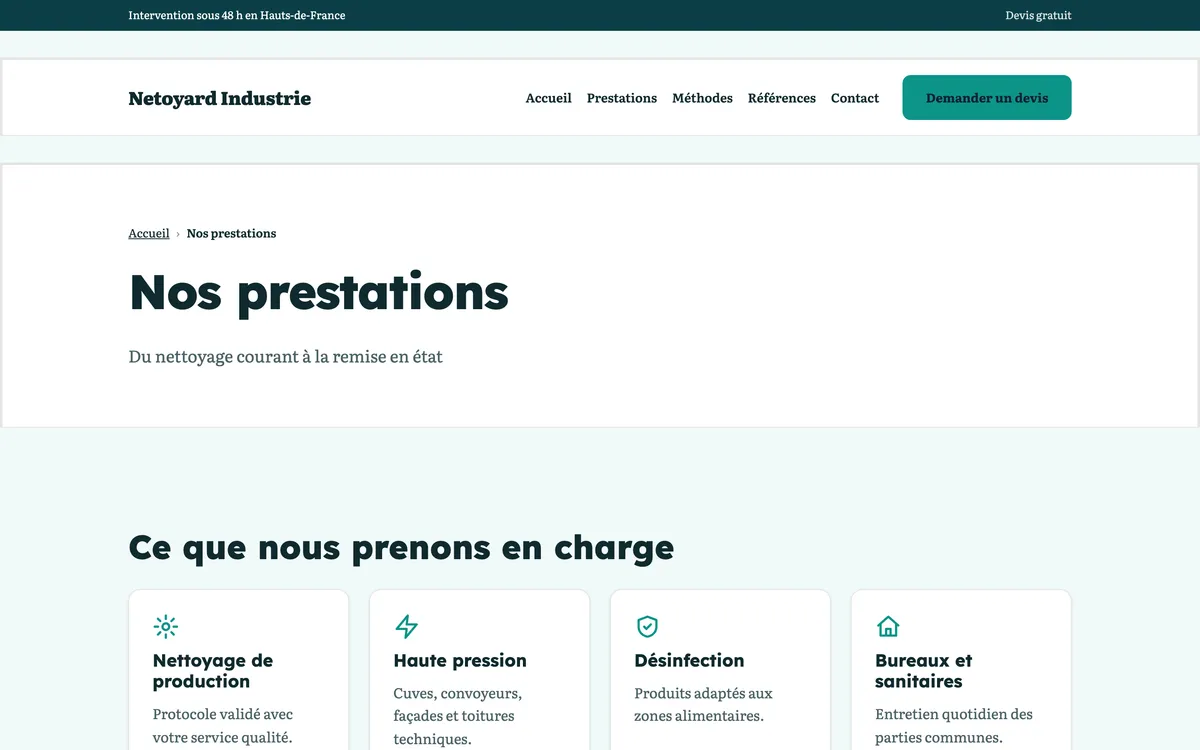 Intervention sous 48 h en Hauts-de-France
Devis gratuit
Netoyard Industrie
Accueil
Prestations
Méthodes
Références
Contact
Demander un devis
Accueil › Nos prestations
Nos prestations
Du nettoyage courant à la remise en état
Ce que nous prenons en charge
Nettoyage de
production
Protocole validé avec
votre service qualité.
Haute pression
Cuves, convoyeurs,
façades et toitures
techniques.
Désinfection
Produits adaptés aux
zones alimentaires.
Bureaux et
sanitaires
Entretien quotidien des
parties communes.